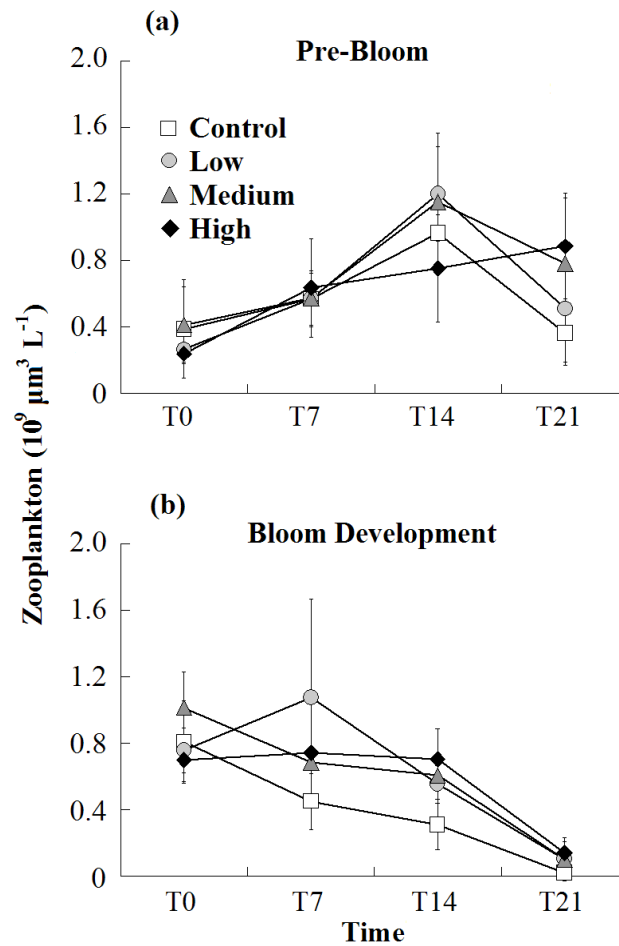 (a)
Pre-Bloom
2.0
1.6
1.2
0.8
0.4
0
Control
Low
Medium
High
T0 T7 T14 T21
Zooplankton (10⁹ µm³ L⁻¹)
(b)
Bloom Development
2.0
1.6
1.2
0.8
0.4
0
T0 T7 T14 T21
Time